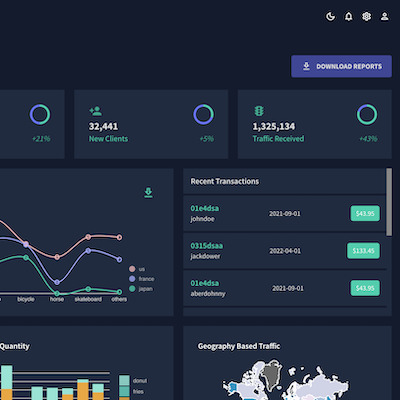 DOWNLOAD REPORTS
+21%
32,441
New Clients
+5%
1,325,134
Traffic Received
+43%
Recent Transactions
01e4dsa
johndoe
2021-09-01
$43.95
0315dsaa
jackdower
2022-04-01
$133.45
01e4dsa
aberdohnny
2021-09-01
$43.95
us
france
japan
bicycle
horse
skateboard
others
Quantity
donut
fries
Geography Based Traffic